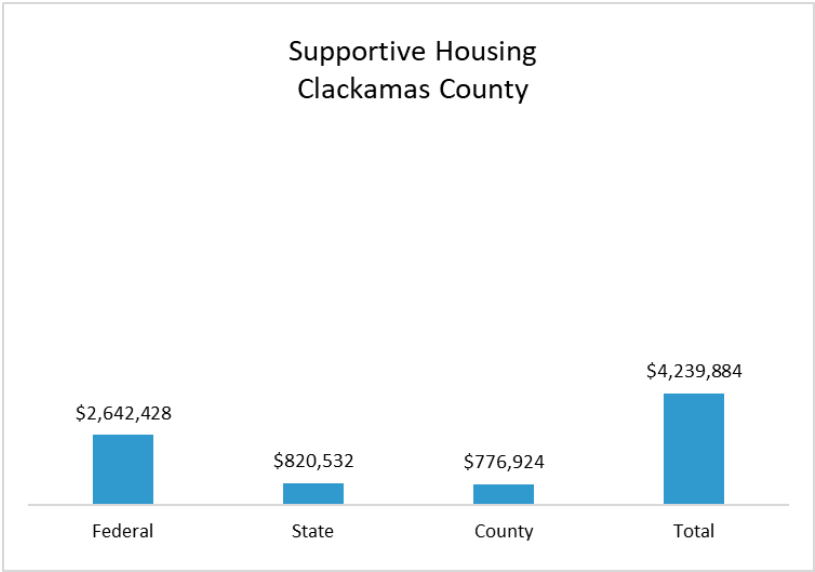 Supportive Housing
Clackamas County
$4,239,884
$2,642,428
$820,532
$776,924
Federal
State
County
Total